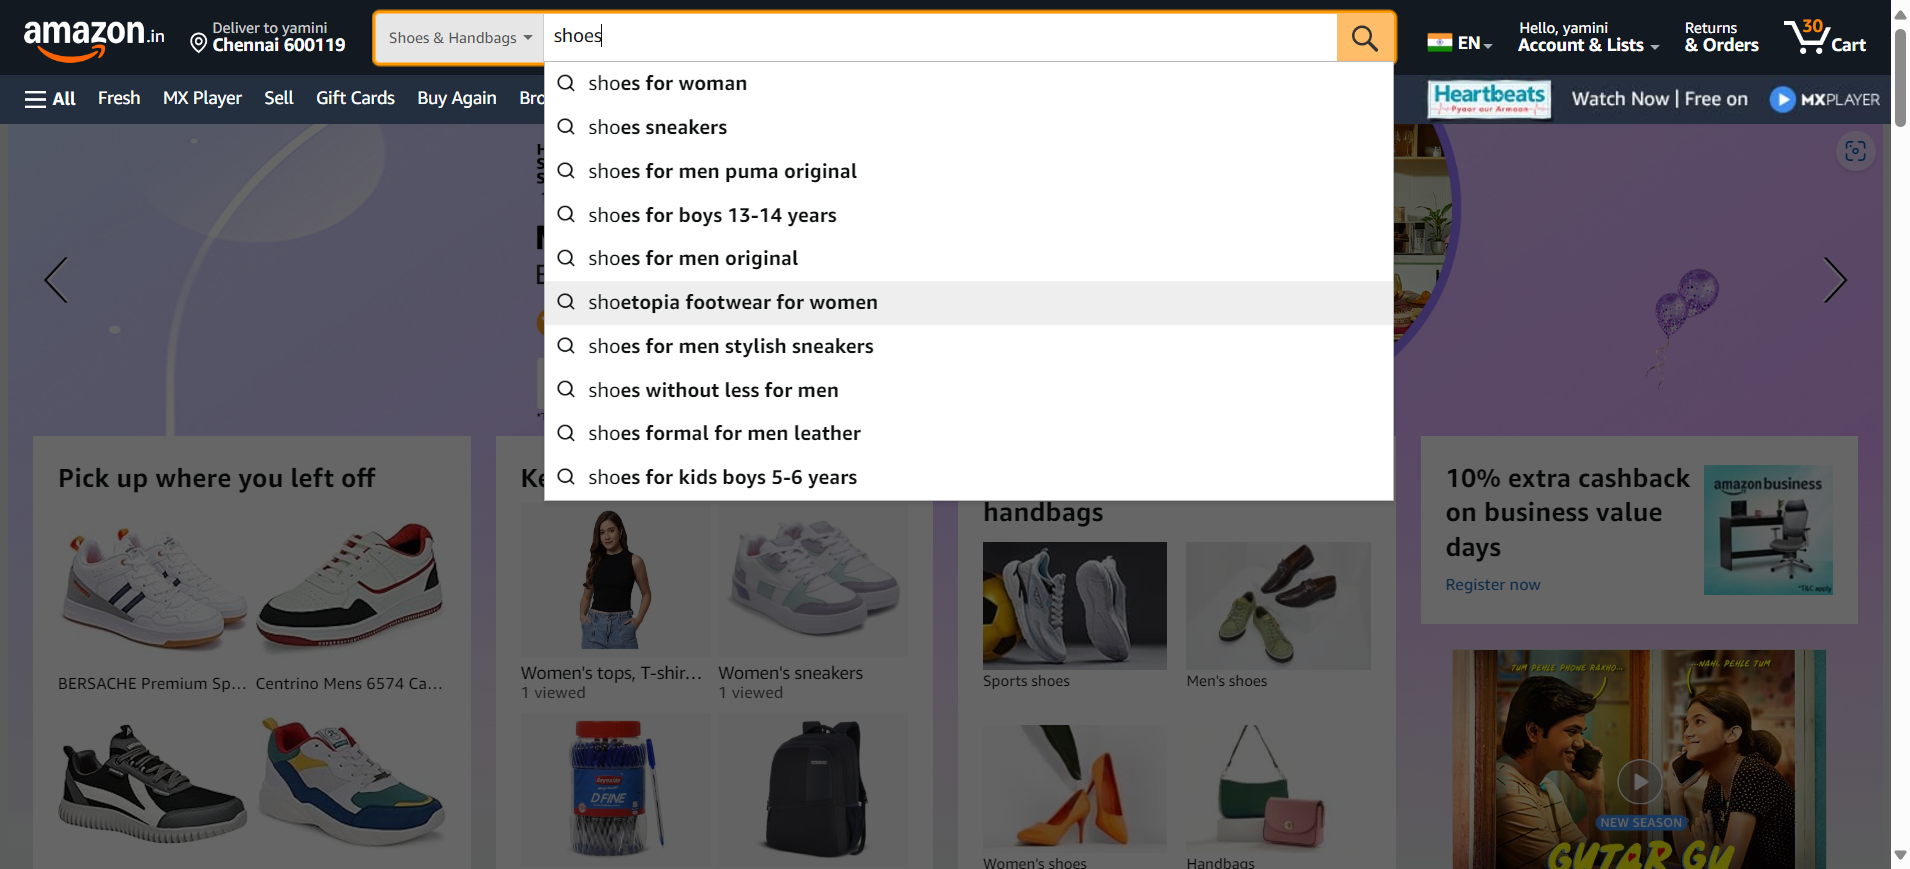 amazon.in
Deliver to yamini
Chennai 600119
Shoes & Handbags
shoes
EN
Hello, yamini
Account & Lists
Returns
& Orders
30
Cart
All
Fresh
MX Player
Sell
Gift Cards
Buy Again
Bro
Heartbeats
Pyaar aur Armaan
Watch Now | Free on
MXPLAYER
shoes for woman
shoes sneakers
shoes for men puma original
shoes for boys 13-14 years
shoes for men original
shoetopia footwear for women
shoes for men stylish sneakers
shoes without less for men
shoes formal for men leather
shoes for kids boys 5-6 years
Pick up where you left off
BERSACHE Premium Sp...
Centrino Mens 6574 Ca...
Ke
Women's tops, T-shir...
1 viewed
Women's sneakers
1 viewed
Reynolds
D FINE
handbags
Sports shoes
Men's shoes
Women's shoes
Handbags
10% extra cashback
on business value
days
Register now
amazon business
*T&C apply
TUM PEHLE PHONE RAKHO...
...NAHI, PEHLE TUM
NEW SEASON
GUTAR GU